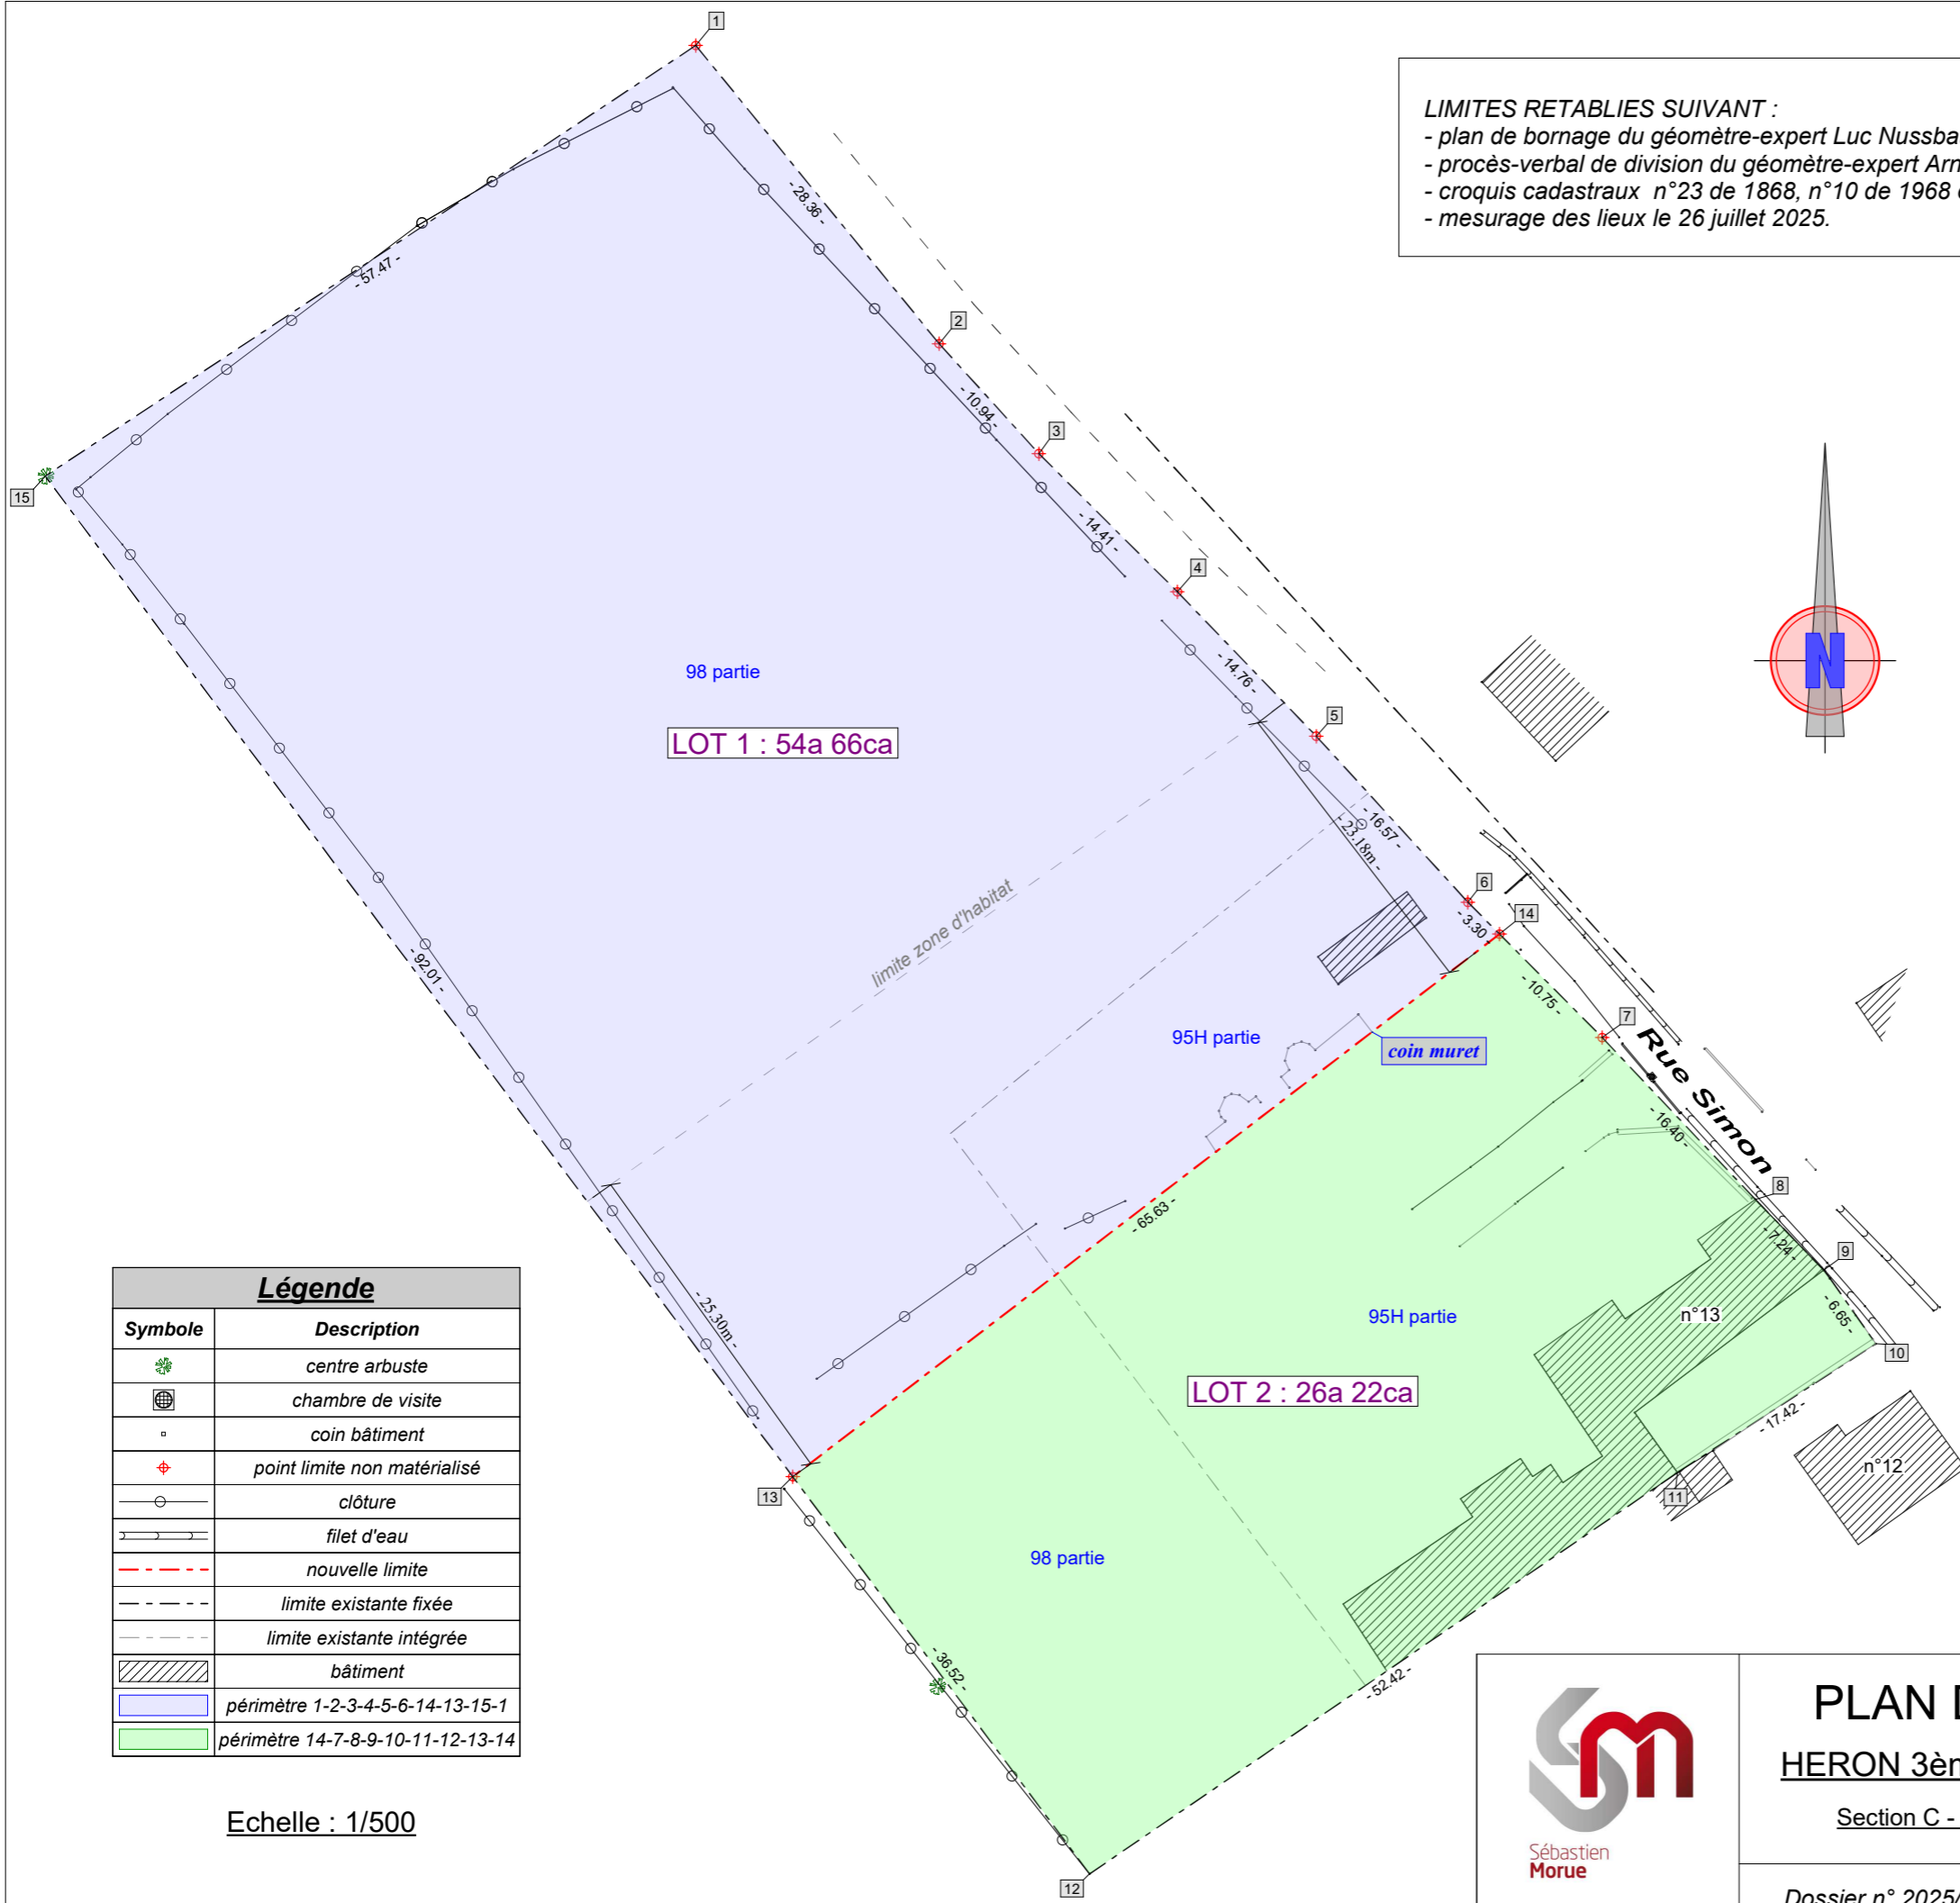 LIMITES RETABLIES SUIVANT :
- plan de bornage du géomètre-expert Luc Nussba
- procès-verbal de division du géomètre-expert Arn
- croquis cadastraux n°23 de 1868, n°10 de 1968
- mesurage des lieux le 26 juillet 2025.
1
- 28.36 -
- 57.47 -
2
- 10.94 -
3
15
- 14.41 -
4
98 partie
- 14.76 -
5
LOT 1 : 54a 66ca
N
- 16.57 -
- 23.18m -
6
limite zone d'habitat
14
- 3.30 -
- 92.01 -
- 10.75 -
7
95H partie
coin muret
Rue Simon
- 16.40 -
8
- 65.63 -
- 7.24 -
9
- 25.30m -
95H partie
n°13
- 6.65 -
10
LOT 2 : 26a 22ca
- 17.42 -
n°12
11
13
98 partie
- 36.52 -
- 52.42 -
12
Légende
Symbole Description
centre arbuste
chambre de visite
coin bâtiment
point limite non matérialisé
clôture
filet d'eau
nouvelle limite
limite existante fixée
limite existante intégrée
bâtiment
périmètre 1-2-3-4-5-6-14-13-15-1
périmètre 14-7-8-9-10-11-12-13-14
Echelle : 1/500
Sébastien
Morue
PLAN D
HERON 3èm
Section C -
Dossier n° 2025/